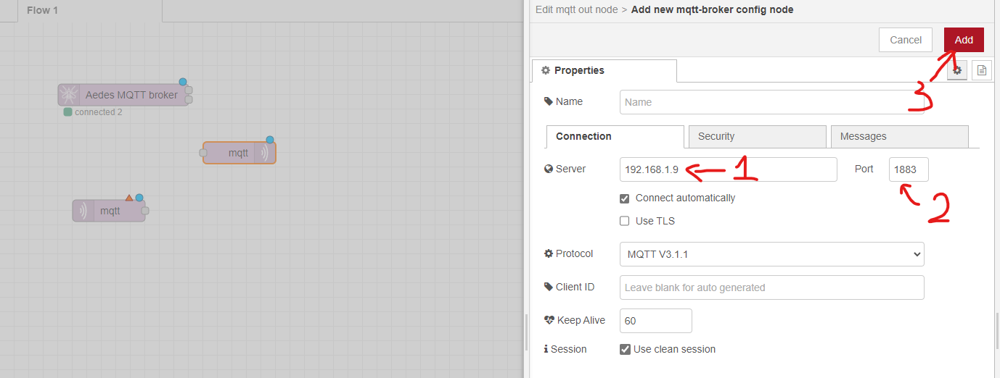 Flow 1
Edit mqtt out node > Add new mqtt-broker config node
Cancel
Add
Properties
3
Name
Name
Aedes MQTT broker
connected 2
Connection
Security
Messages
mqtt
Server
192.168.1.9
1
Port
1883
2
Connect automatically
mqtt
Use TLS
Protocol
MQTT V3.1.1
Client ID
Leave blank for auto generated
Keep Alive
60
Session
Use clean session